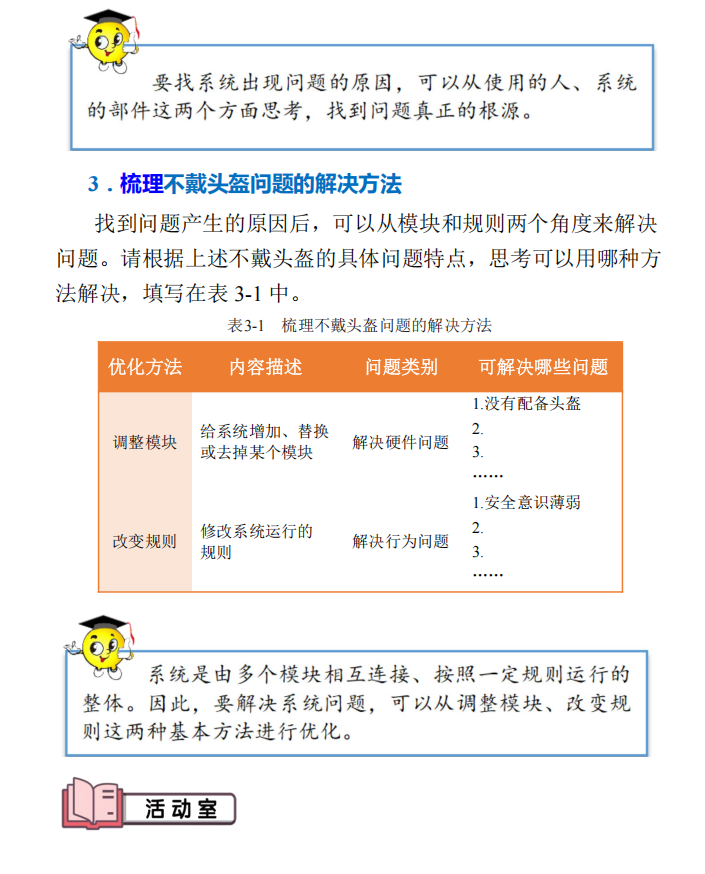 要找系统出现问题的原因，可以从使用的人、系统
的部件这两个方面思考，找到问题真正的根源。
3．梳理不戴头盔问题的解决方法
找到问题产生的原因后，可以从模块和规则两个角度来解决
问题。请根据上述不戴头盔的具体问题特点，思考可以用哪种方
法解决，填写在表 3-1 中。
表3-1 梳理不戴头盔问题的解决方法
优化方法 内容描述 问题类别 可解决哪些问题
调整模块
给系统增加、替换
或去掉某个模块
解决硬件问题
1.没有配备头盔
2.
3.
……
改变规则
修改系统运行的
规则
解决行为问题
1.安全意识薄弱
2.
3.
……
系统是由多个模块相互连接、按照一定规则运行的
整体。因此，要解决系统问题，可以从调整模块、改变规
则这两种基本方法进行优化。
活动室